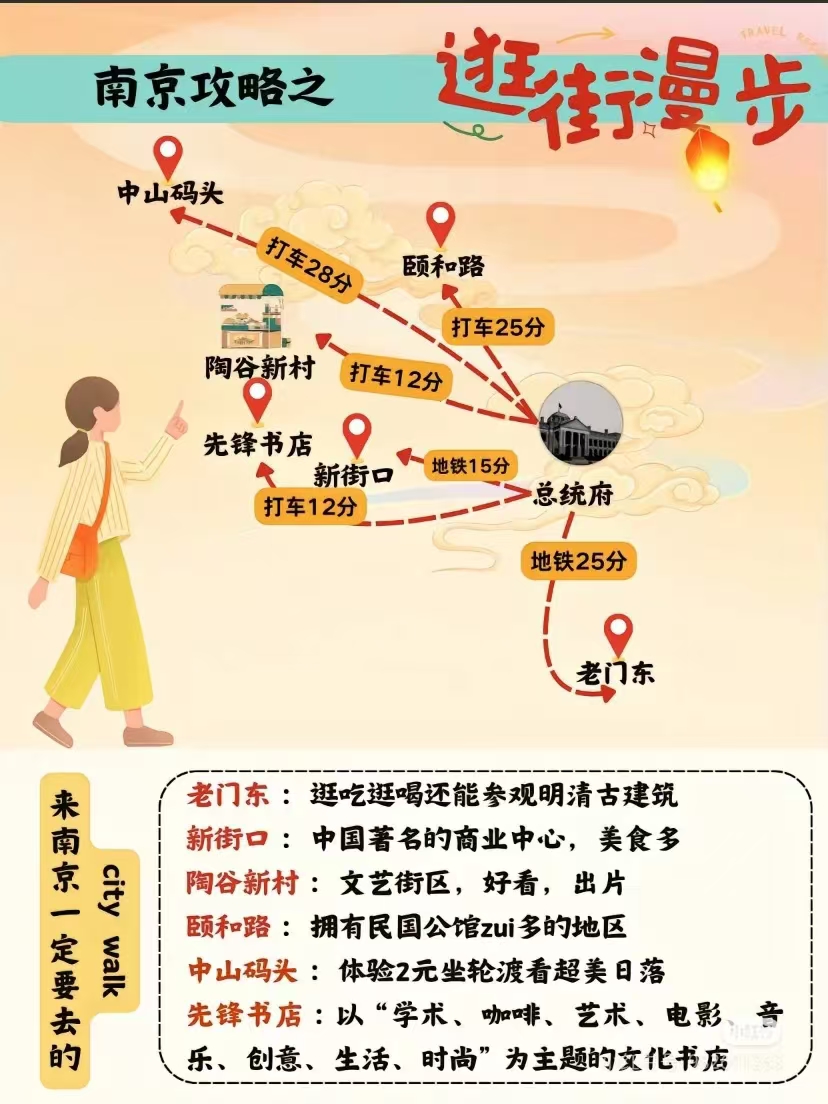 南京攻略之
逛街漫步
中山码头
打车28分
颐和路
打车25分
陶谷新村
打车12分
先锋书店
新街口
地铁15分
打车12分
总统府
地铁25分
老门东
来南京一定要去的
city walk
老门东：逛吃逛喝还能参观明清古建筑
新街口：中国著名的商业中心，美食多
陶谷新村：文艺街区，好看，出片
颐和路：拥有民国公馆zui多的地区
中山码头：体验2元坐轮渡看超美日落
先锋书店：以“学术、咖啡、艺术、电影、音
乐、创意、生活、时尚”为主题的文化书店
小红书